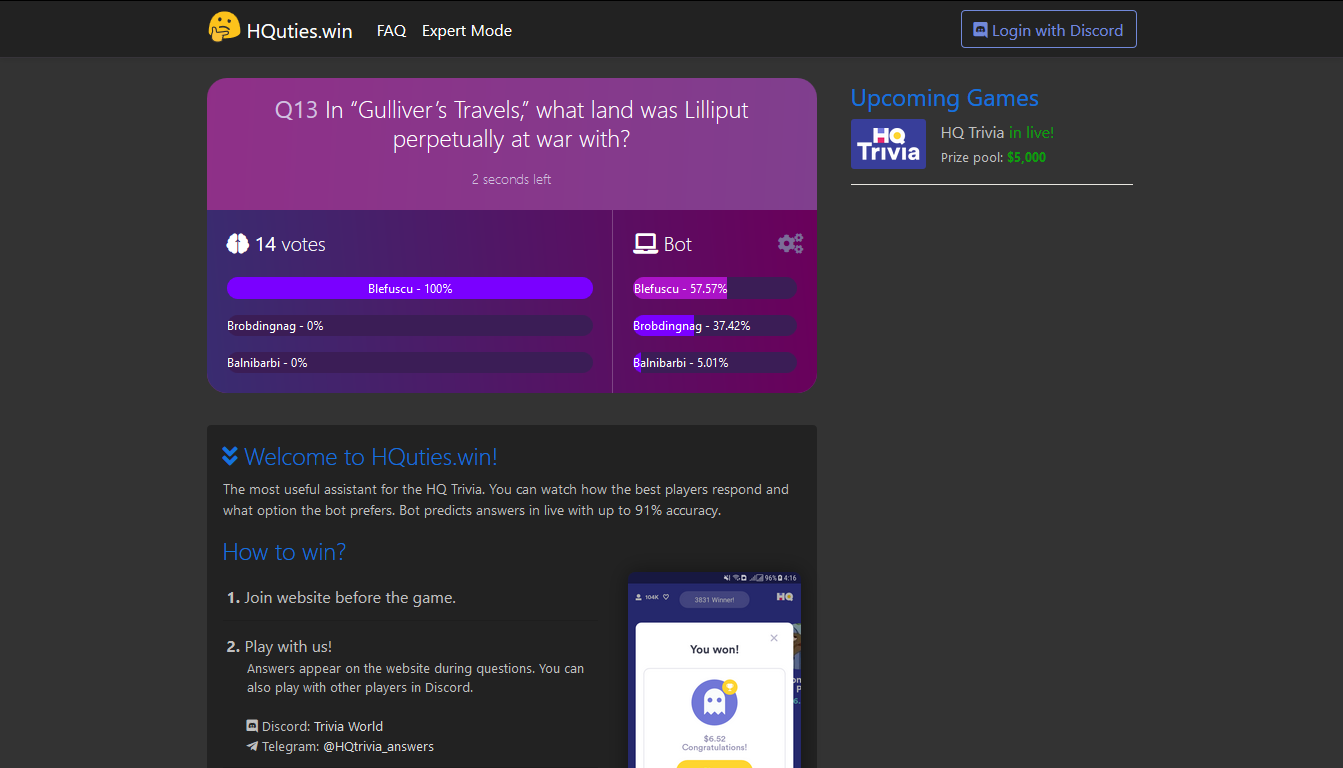 HQuties.win FAQ Expert Mode Login with Discord
Q13 In “Gulliver’s Travels,” what land was Lilliput
perpetually at war with?
2 seconds left
14 votes
Blefuscu - 100%
Brobdingnag - 0%
Balnibarbi - 0%
Bot
Blefuscu - 57.57%
Brobdingnag - 37.42%
Balnibarbi - 5.01%
Upcoming Games
HQ
Trivia
HQ Trivia in live!
Prize pool: $5,000
Welcome to HQuties.win!
The most useful assistant for the HQ Trivia. You can watch how the best players respond and
what option the bot prefers. Bot predicts answers in live with up to 91% accuracy.
How to win?
1. Join website before the game.
2. Play with us!
Answers appear on the website during questions. You can
also play with other players in Discord.
Discord: Trivia World
Telegram: @HQtrivia_answers
96% 4:16
104K 3831 Winner! HQ
You won!
$6.52
Congratulations!